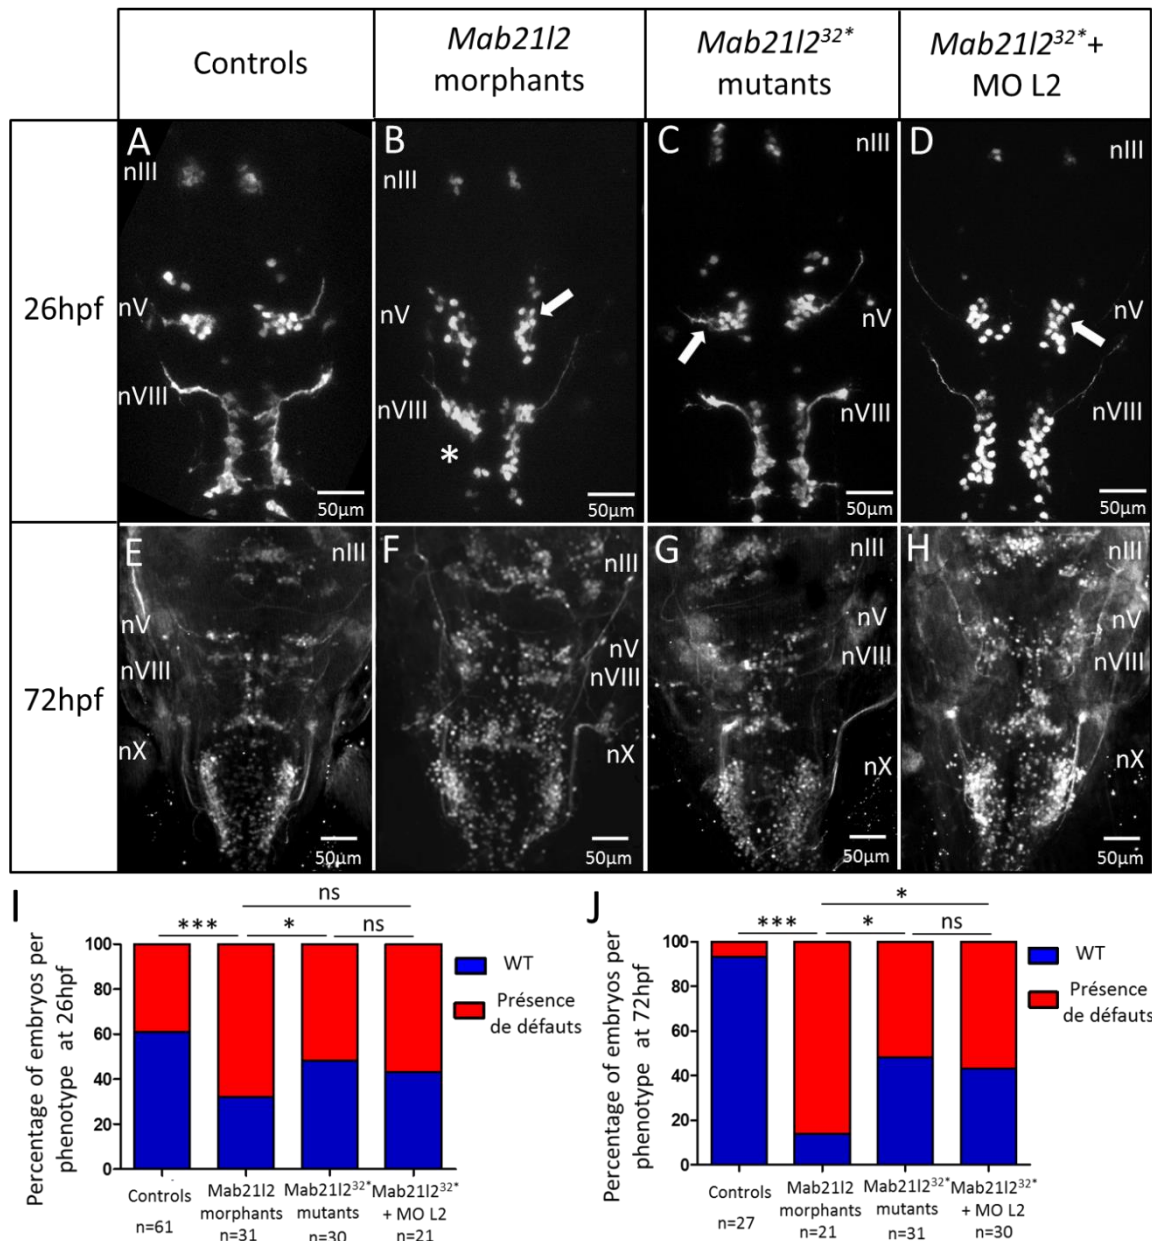 Controls
Mab21l2
morphants
Mab21l2³²*
mutants
Mab21l2³²*+
MO L2
26hpf
A
nIII
nV
nVIII
50µm
B
nIII
nV
nVIII
*
50µm
C
nIII
nV
50µm
D
nIII
nV
nVIII
50µm
72hpf
E
nIII
nV
nVIII
nX
50µm
F
nIII
nV
nVIII
nX
50µm
G
nIII
nV
nVIII
nX
50µm
H
nIII
nV
nVIII
nX
50µm
I
ns
*** * ns
Percentage of embryos per
phenotype at 26hpf
100
80
60
40
20
0
WT
Présence
de défauts
Controls
n=61
Mab21l2
morphants
n=31
Mab21l2³²*
mutants
n=30
Mab21l2³²*
+ MO L2
n=21
J
*
*** * ns
Percentage of embryos per
phenotype at 72hpf
100
80
60
40
20
0
WT
Présence
de défauts
Controls
n=27
Mab21l2
morphants
n=21
Mab21l2³²*
mutants
n=31
Mab21l2³²*
+ MO L2
n=30